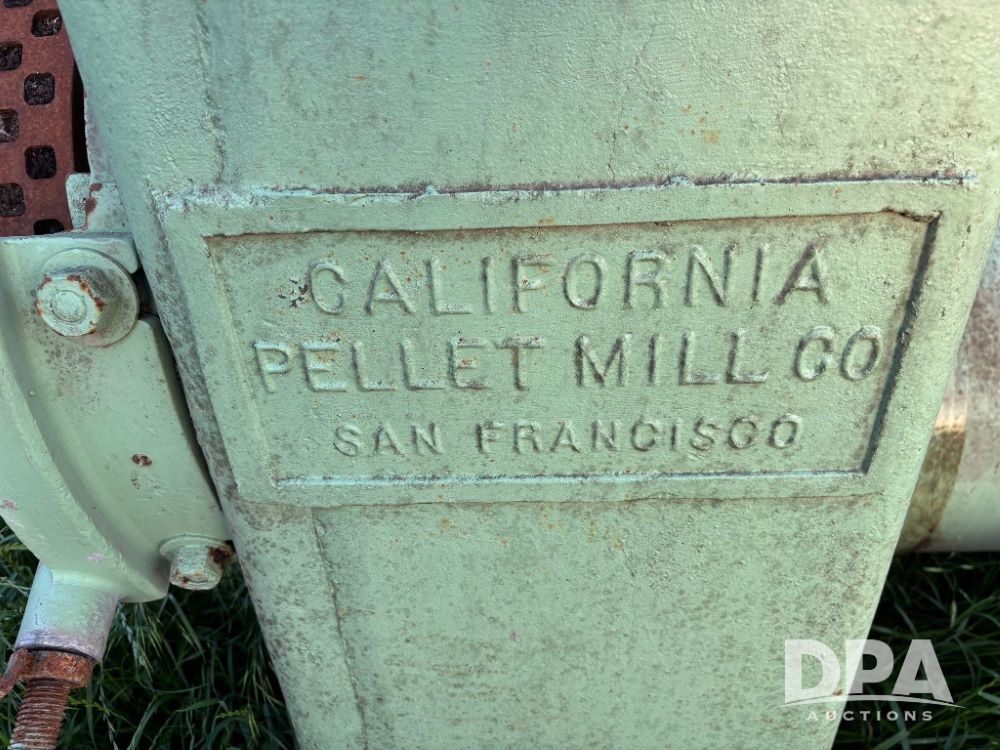 CALIFORNIA
PELLET MILL CO
SAN FRANCISCO
DPA
AUCTIONS